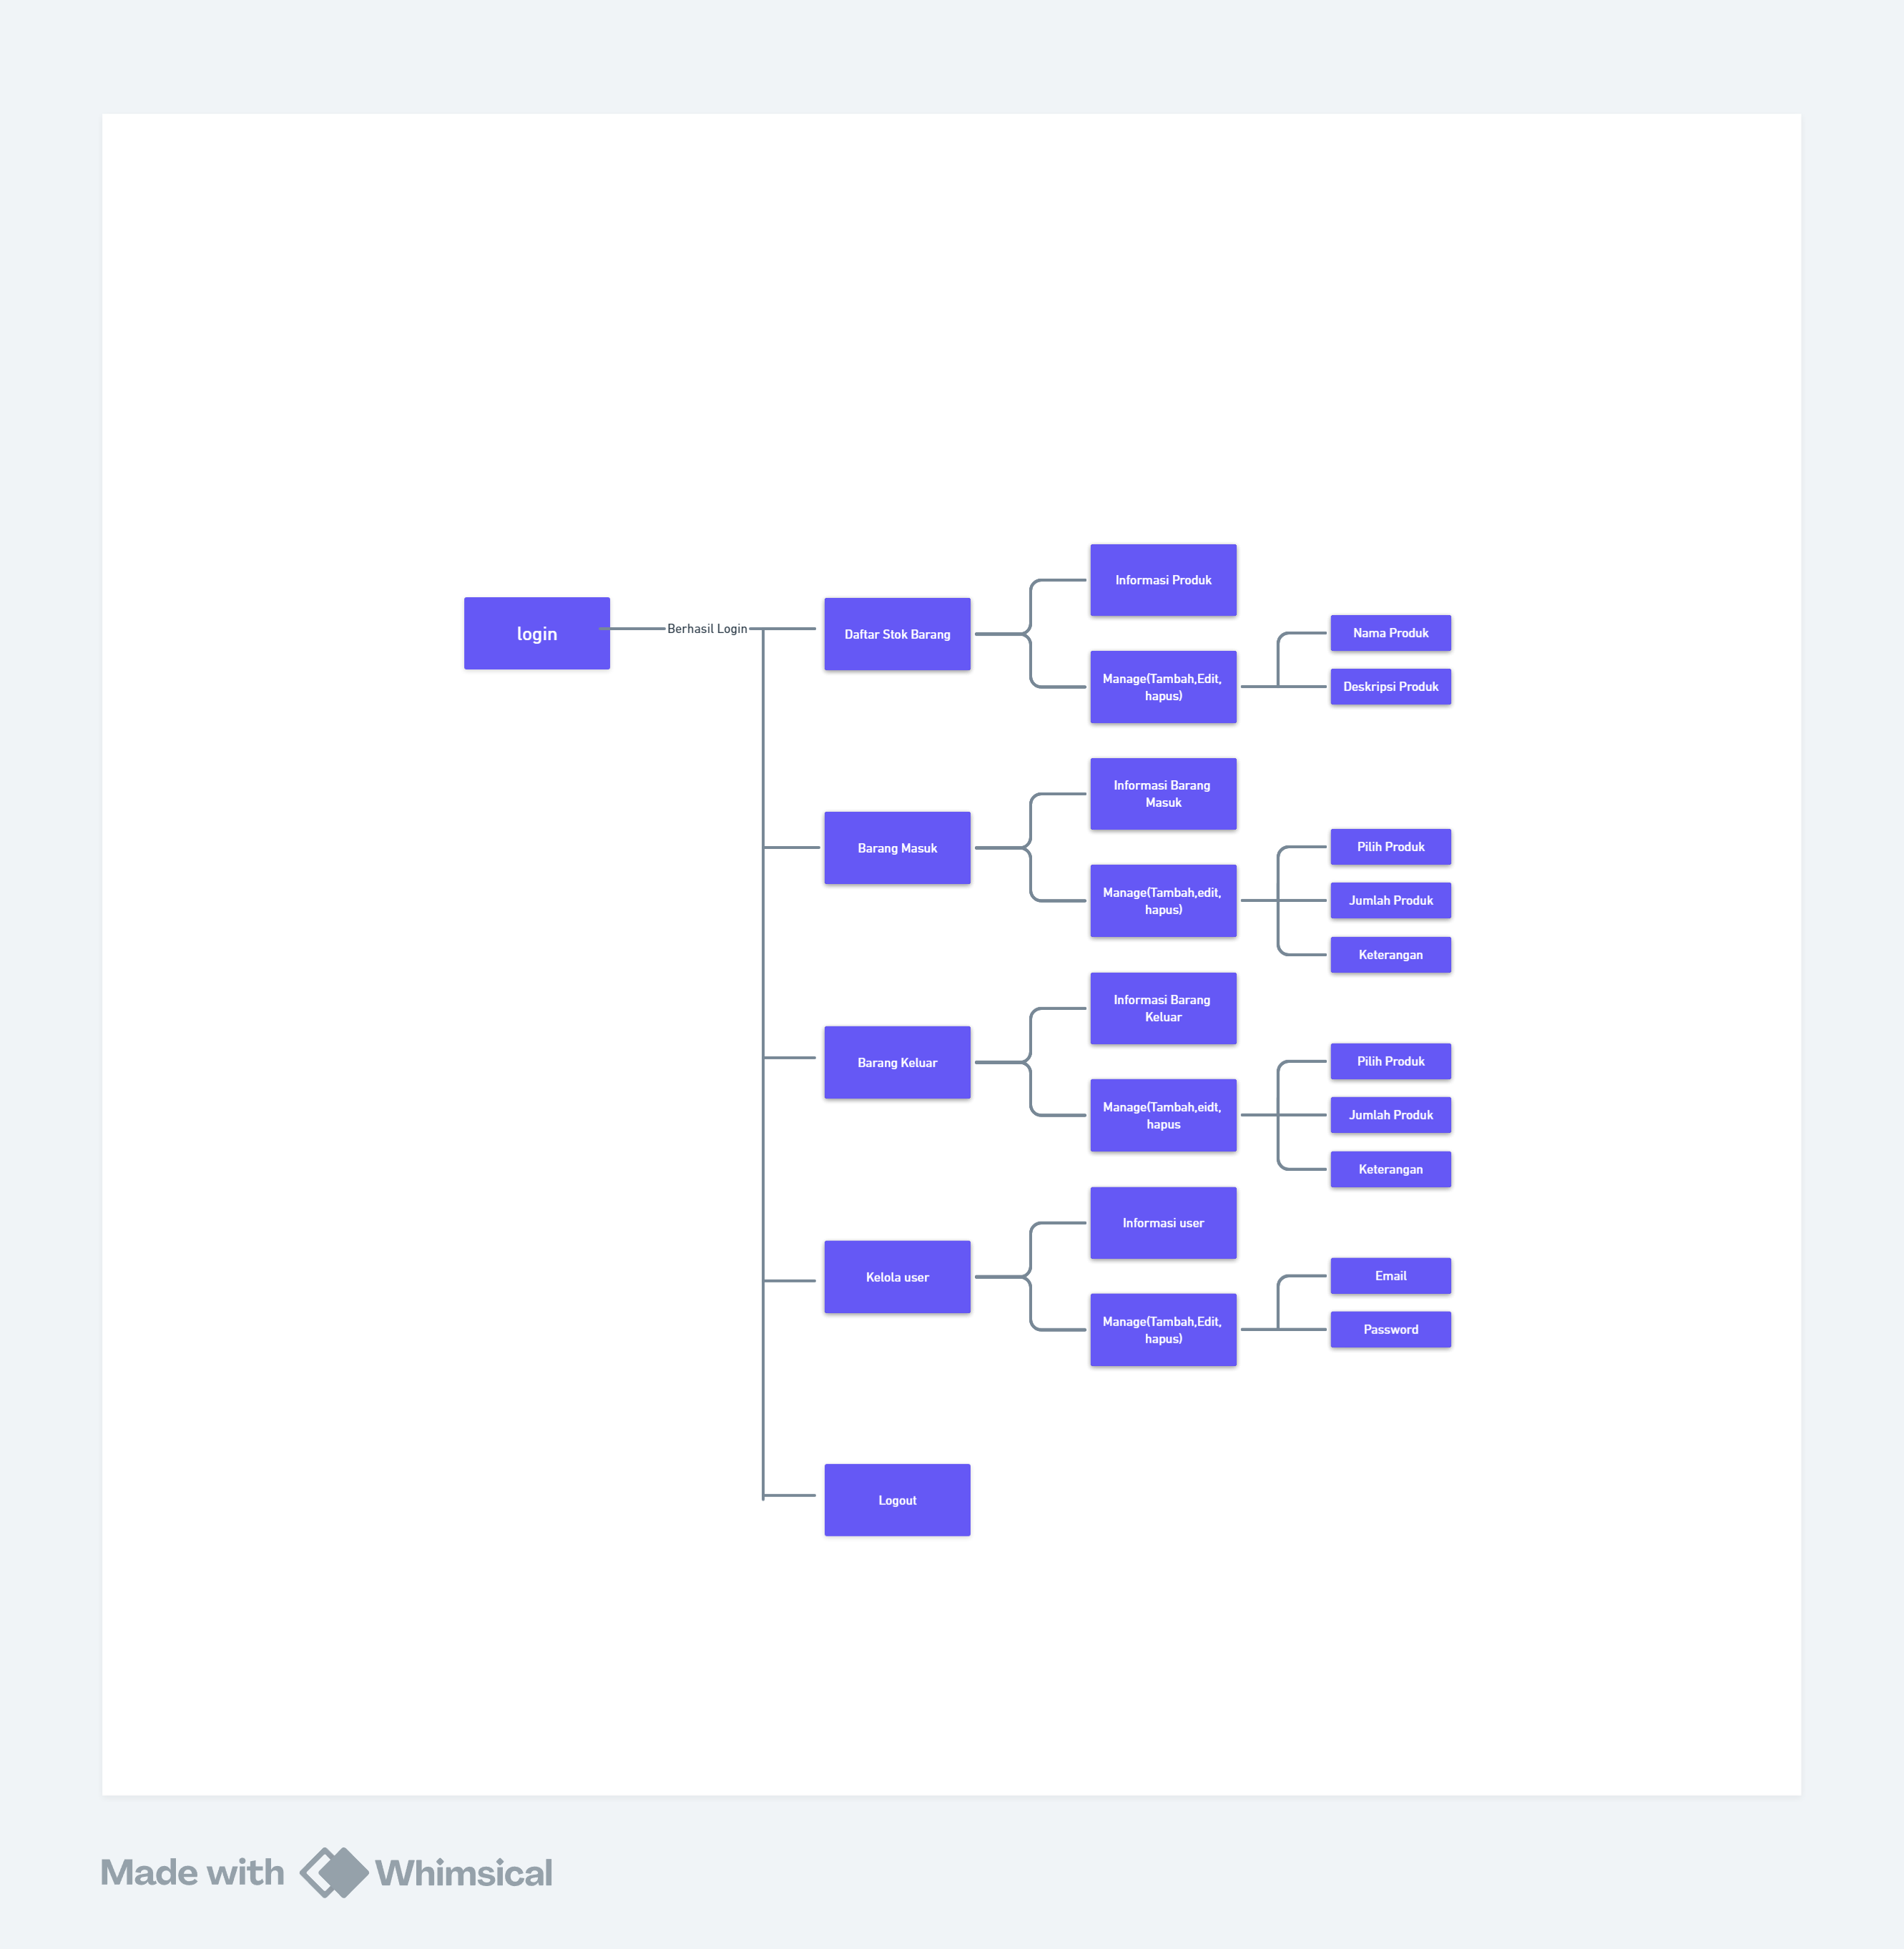 login
Berhasil Login
Daftar Stok Barang
Informasi Produk
Manage(Tambah,Edit,
hapus)
Nama Produk
Deskripsi Produk
Barang Masuk
Informasi Barang
Masuk
Manage(Tambah,edit,
hapus)
Pilih Produk
Jumlah Produk
Keterangan
Barang Keluar
Informasi Barang
Keluar
Manage(Tambah,eidt,
hapus
Pilih Produk
Jumlah Produk
Keterangan
Kelola user
Informasi user
Manage(Tambah,Edit,
hapus)
Email
Password
Logout
Made with Whimsical